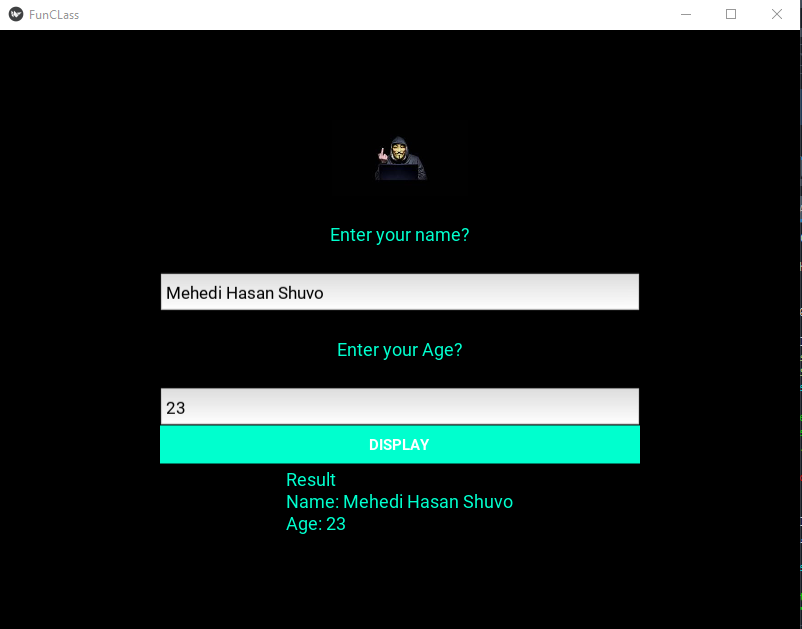 FunCLass
Enter your name?
Mehedi Hasan Shuvo
Enter your Age?
23
DISPLAY
Result
Name: Mehedi Hasan Shuvo
Age: 23